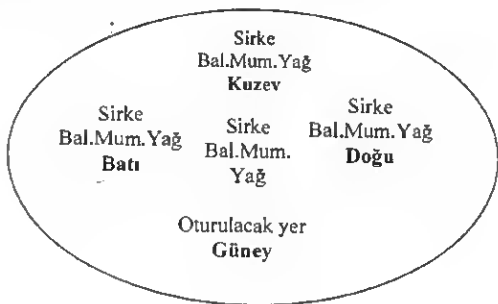 Sirke
Bal.Mum.Yağ
Kuzev
Sirke
Bal.Mum.Yağ
Batı
Sirke
Bal.Mum.
Yağ
Sirke
Bal.Mum.Yağ
Doğu
Oturulacak yer
Güney